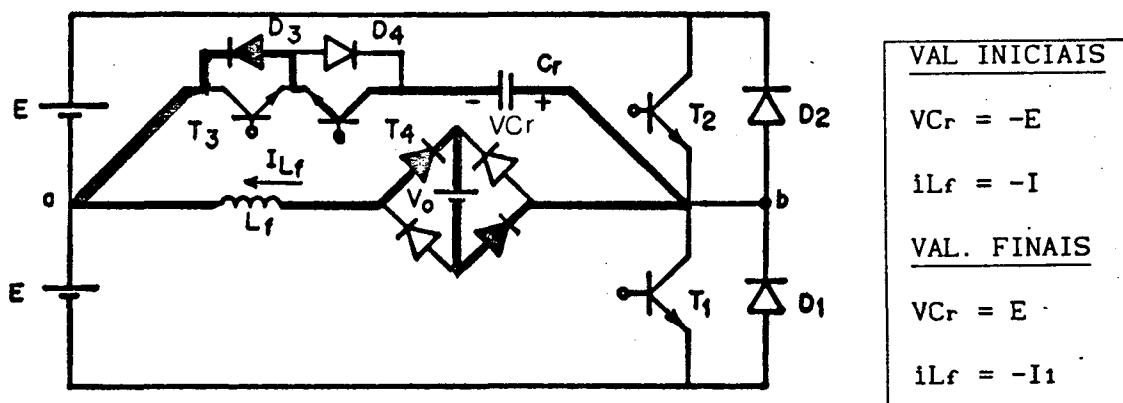 D3 D4
E
T3
T4
Cr
- +
VCr
T2
D2
ILf
a
Lf
Vo
b
E
T1
D1
VAL INICIAIS
VCr = -E
iLf = -I
VAL. FINAIS
VCr = E
iLf = -I1